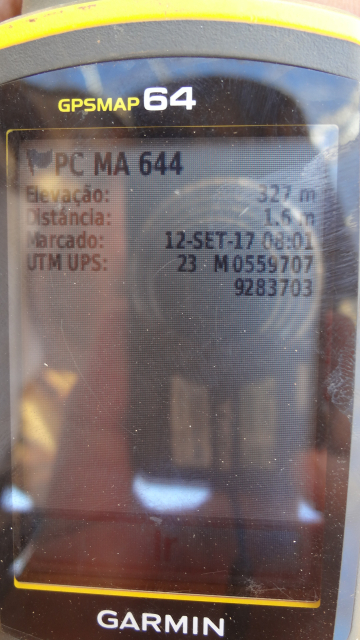 GPSMAP 64
PC MA 644
Elevação: 327 m
Distância: 1.6 m
Marcado: 12-SET-17 08:01
UTM UPS: 23 M 0559707
9283703
Ir
GARMIN